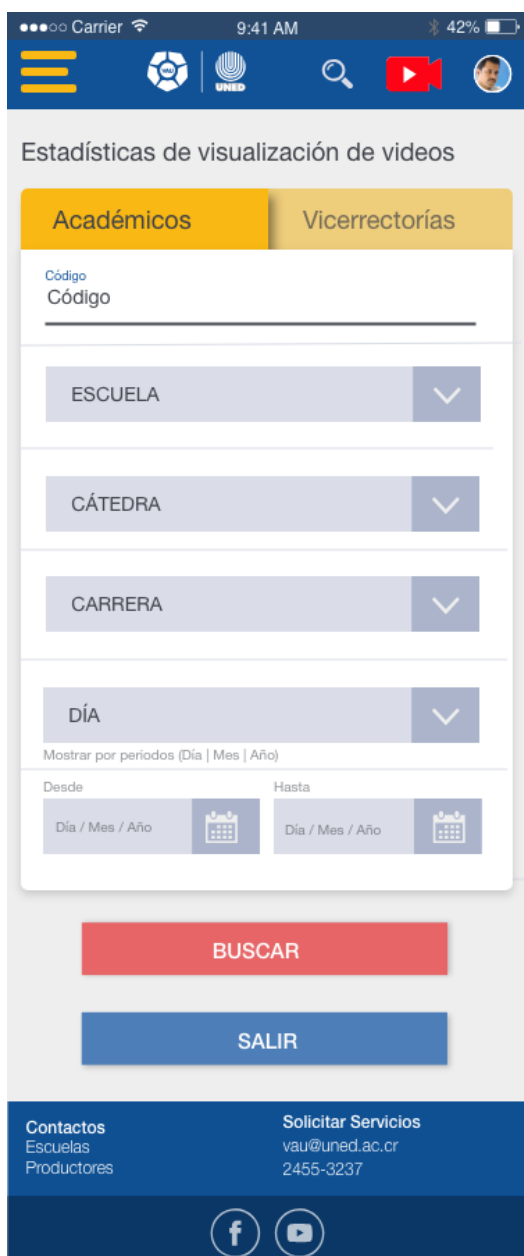 Carrier 9:41 AM 42%
VAU UNED
Estadísticas de visualización de videos
Académicos Vicerrectorías
Código
Código
ESCUELA
CÁTEDRA
CARRERA
DÍA
Mostrar por periodos (Día | Mes | Año)
Desde Hasta
Día / Mes / Año Día / Mes / Año
BUSCAR
SALIR
Contactos Solicitar Servicios
Escuelas vau@uned.ac.cr
Productores 2455-3237
f